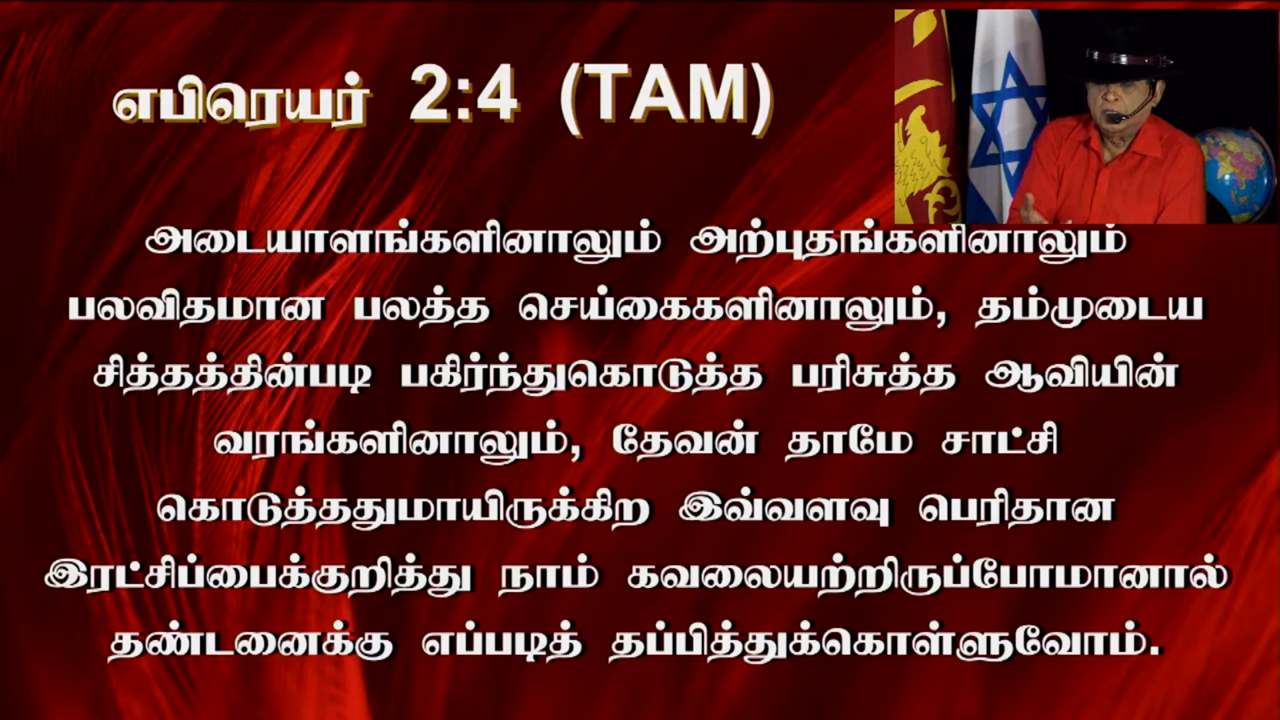 எபிரெயர் 2:4 (TAM)
அடையாளங்களினாலும் அற்புதங்களினாலும்
பலவிதமான பலத்த செய்கைகளினாலும், தம்முடைய
சித்தத்தின்படி பகிர்ந்துகொடுத்த பரிசுத்த ஆவியின்
வரங்களினாலும், தேவன் தாமே சாட்சி
கொடுத்ததுமாயிருக்கிற இவ்வளவு பெரிதான
இரட்சிப்பைக்குறித்து நாம் கவலையற்றிருப்போமானால்
தண்டனைக்கு எப்படித் தப்பித்துக்கொள்ளுவோம்.